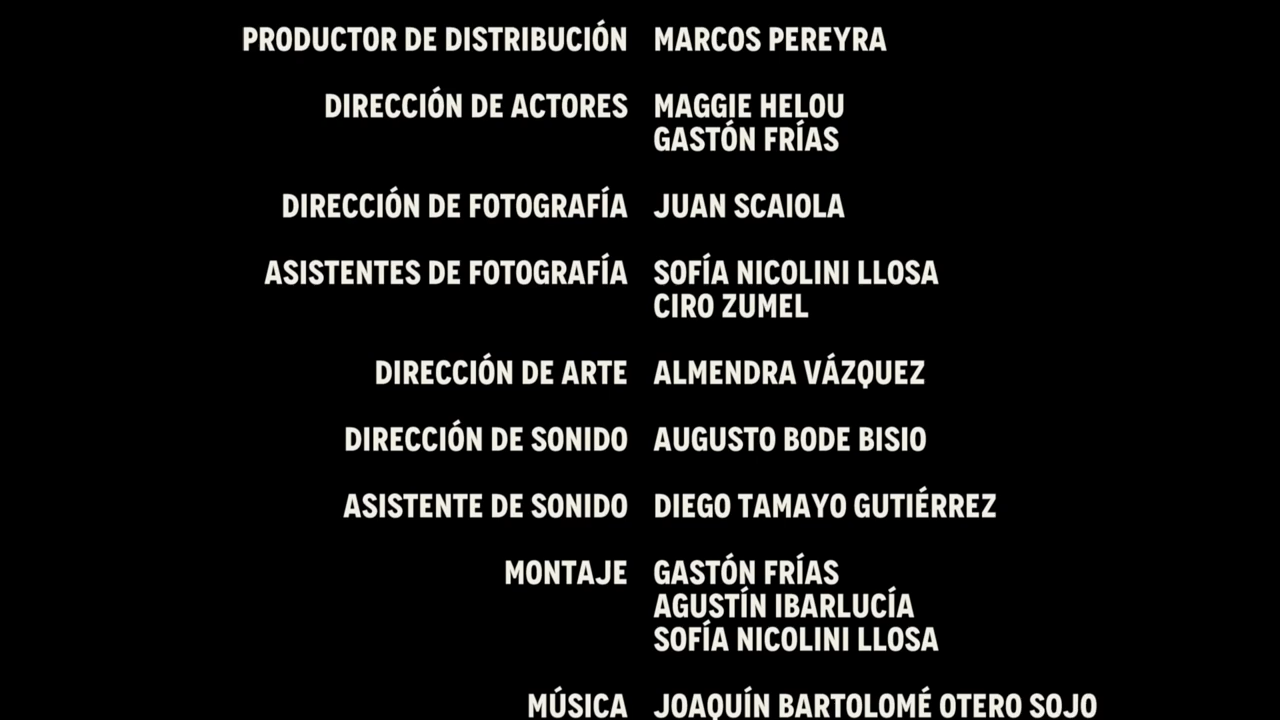 PRODUCTOR DE DISTRIBUCIÓN MARCOS PEREYRA
DIRECCIÓN DE ACTORES MAGGIE HELOU
GASTÓN FRÍAS
DIRECCIÓN DE FOTOGRAFÍA JUAN SCAIOLA
ASISTENTES DE FOTOGRAFÍA SOFÍA NICOLINI LLOSA
CIRO ZUMEL
DIRECCIÓN DE ARTE ALMENDRA VÁZQUEZ
DIRECCIÓN DE SONIDO AUGUSTO BODE BISIO
ASISTENTE DE SONIDO DIEGO TAMAYO GUTIÉRREZ
MONTAJE GASTÓN FRÍAS
AGUSTÍN IBARLUCÍA
SOFÍA NICOLINI LLOSA
MÚSICA JOAQUÍN BARTOLOMÉ OTERO SOJO